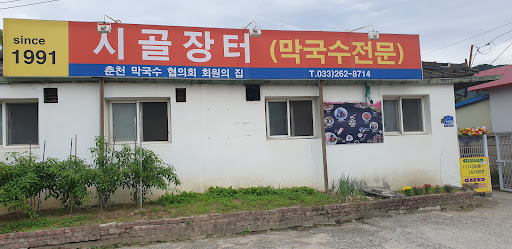 since
1991
시골장터 (막국수전문)
춘천 막국수 협의회 회원의 집
T.033)262-8714